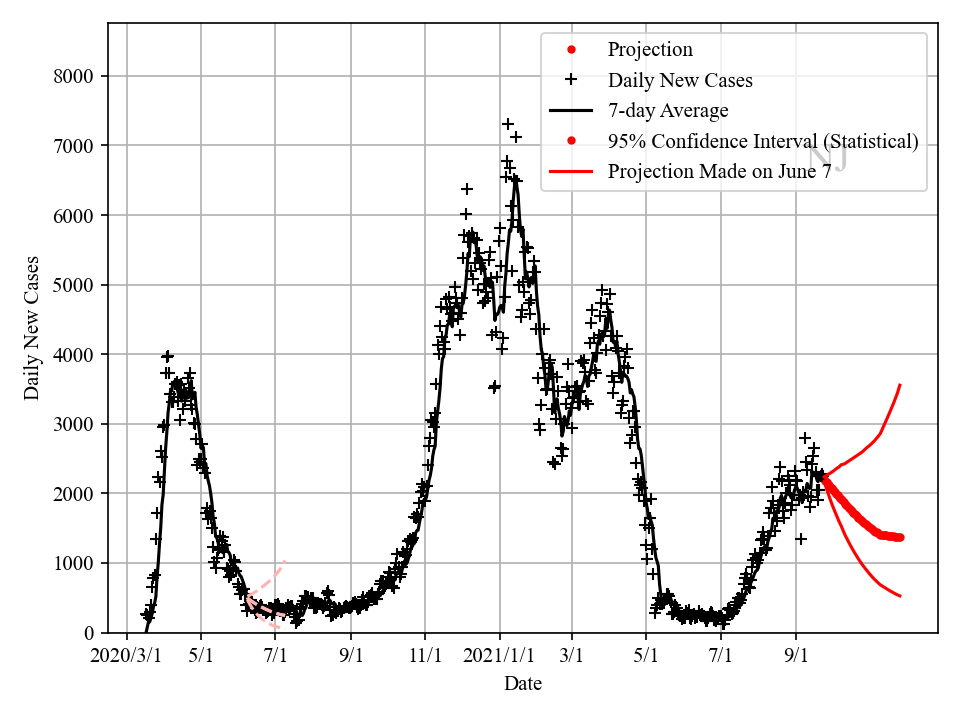 8000
7000
6000
5000
4000
3000
2000
1000
0
Daily New Cases
Projection
Daily New Cases
7-day Average
95% Confidence Interval (Statistical)
NJ
Projection Made on June 7
2020/3/1 5/1 7/1 9/1 11/1 2021/1/1 3/1 5/1 7/1 9/1
Date